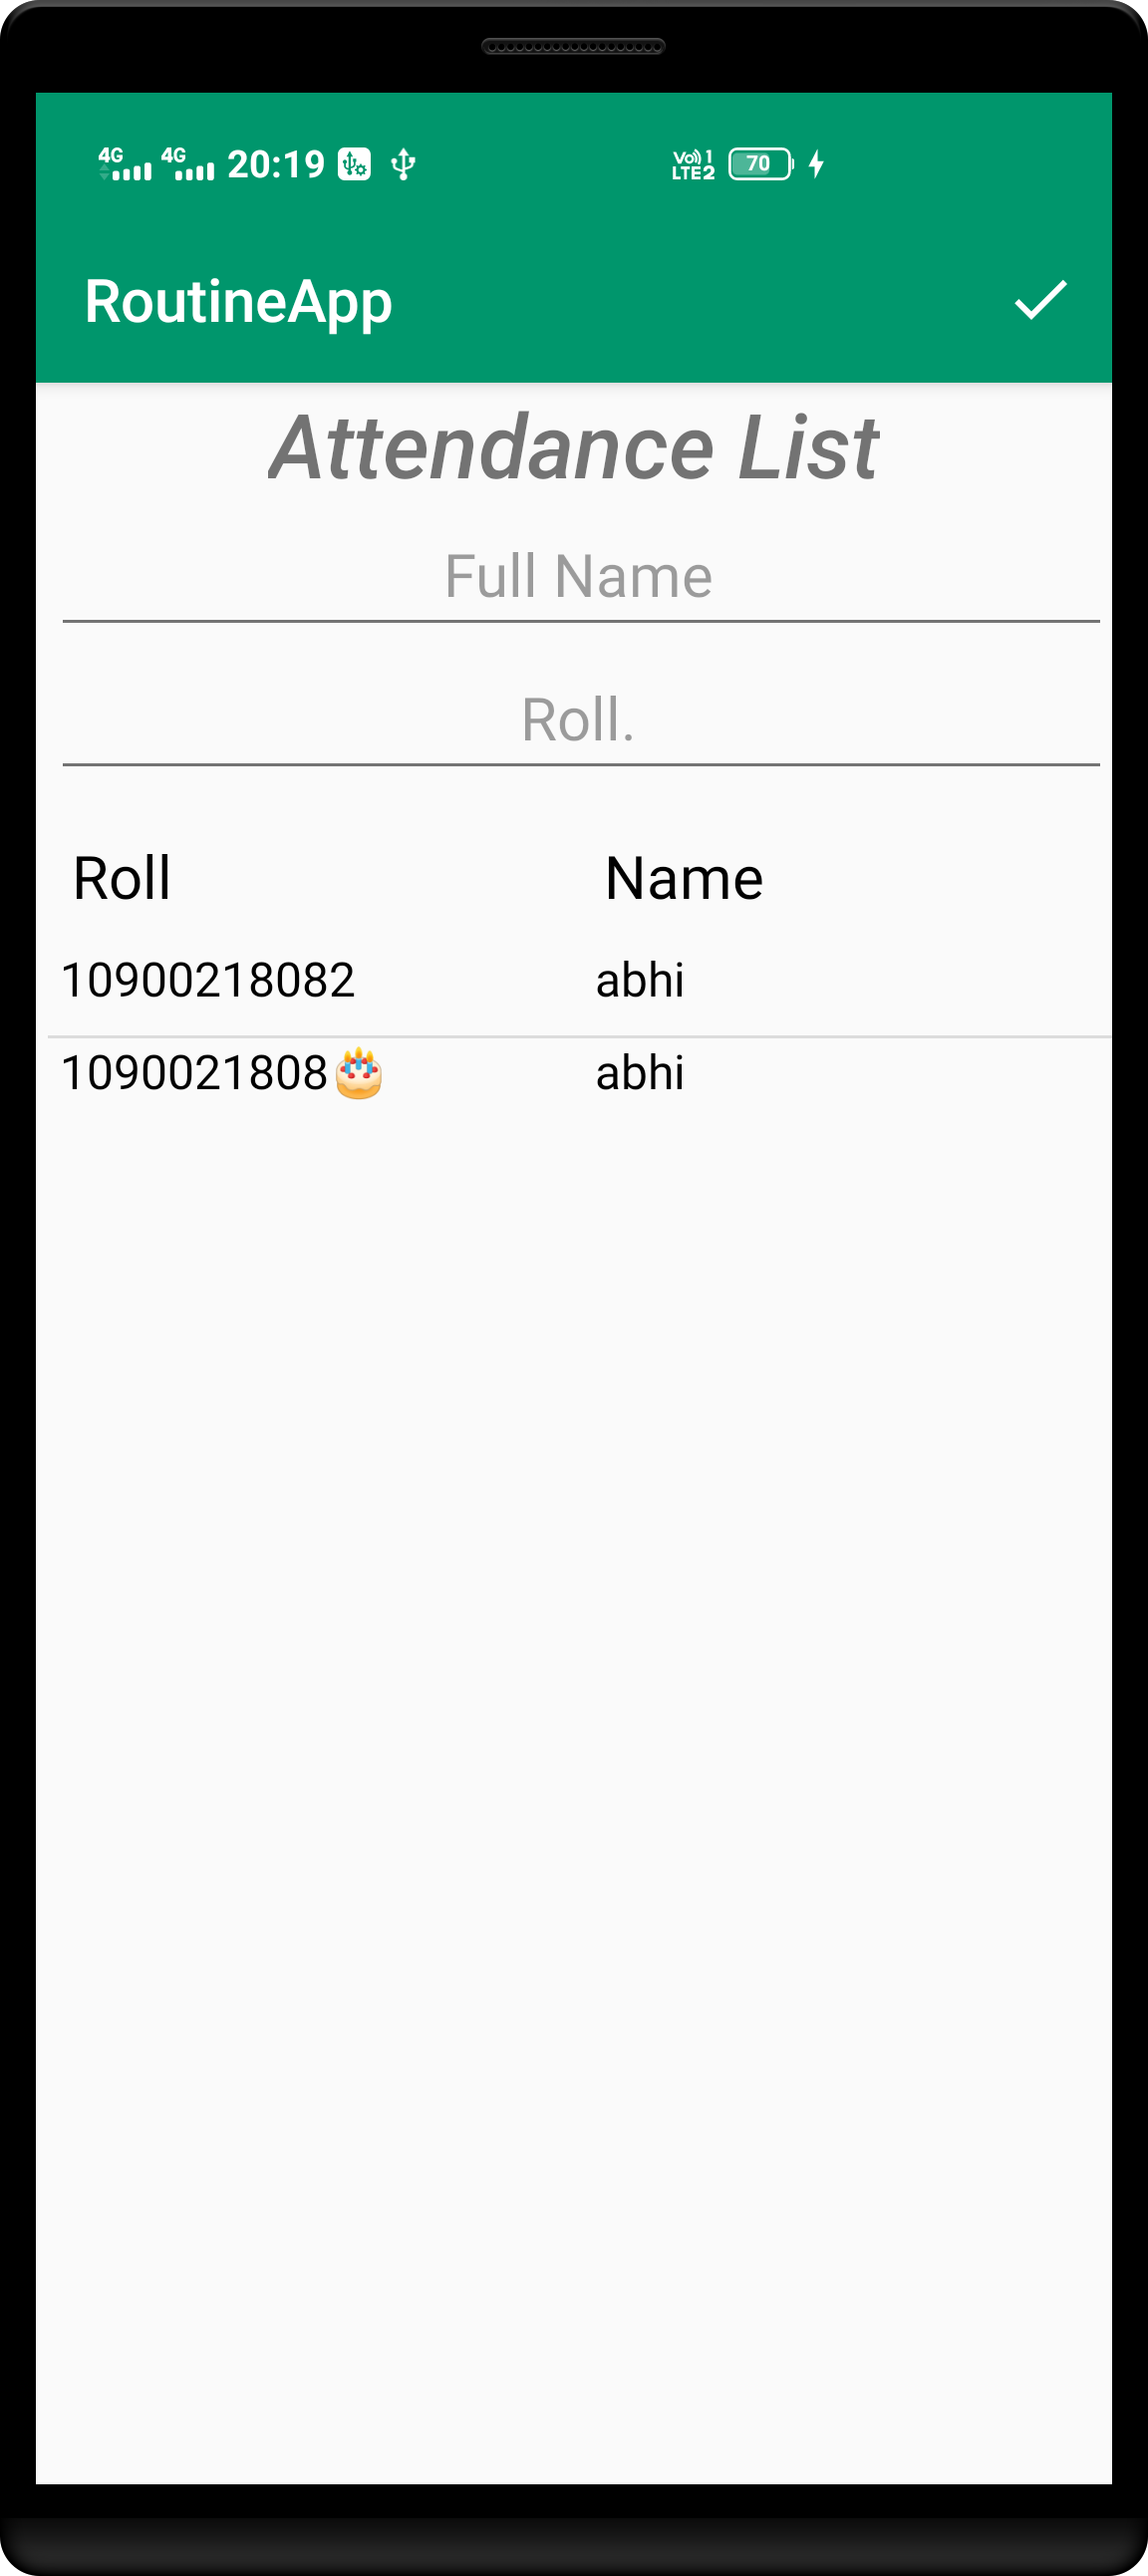 4G 4G 20:19 Vo) 1 LTE2 70
RoutineApp
Attendance List
Full Name
Roll.
Roll Name
10900218082 abhi
1090021808🎂 abhi